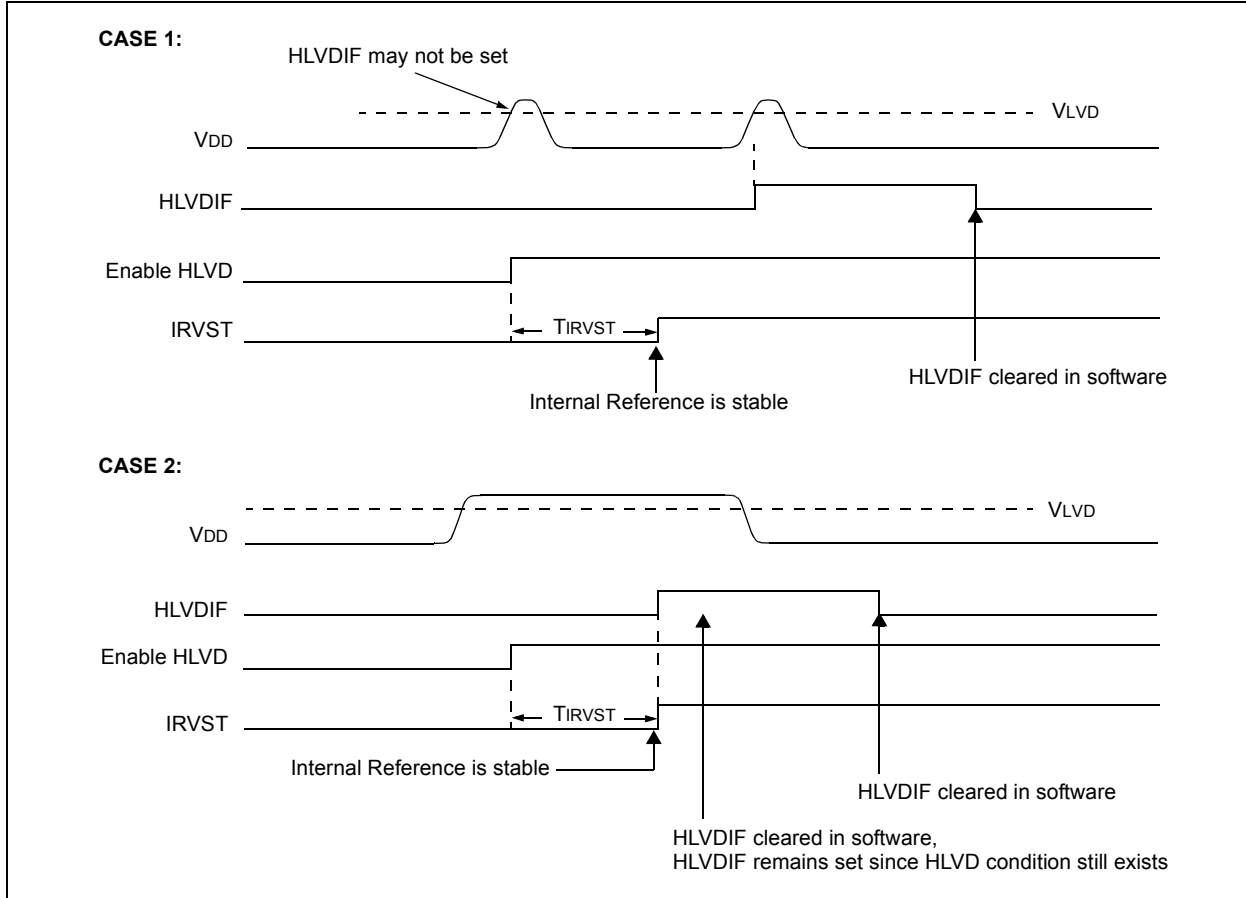 CASE 1:
HLVDIF may not be set
VLVD
VDD
HLVDIF
Enable HLVD
IRVST
TIRVST
HLVDIF cleared in software
Internal Reference is stable
CASE 2:
VLVD
VDD
HLVDIF
Enable HLVD
IRVST
TIRVST
Internal Reference is stable
HLVDIF cleared in software
HLVDIF cleared in software,
HLVDIF remains set since HLVD condition still exists